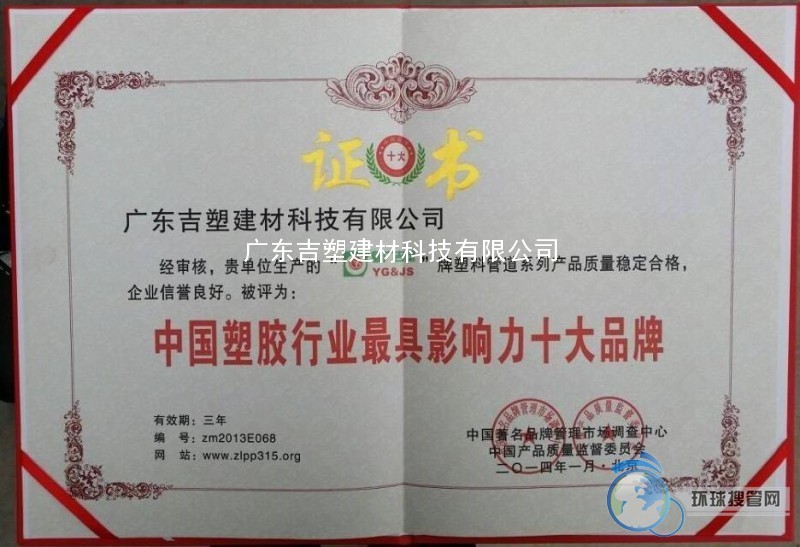 证书
十大
广东吉塑建材科技有限公司
广东吉塑建材科技有限公司
经审核，贵单位生产的“ YG&JS ”牌塑料管道系列产品质量稳定合格，
企业信誉良好。被评为：
中国塑胶行业最具影响力十大品牌
有效期：三年
编 号：zm2013E068
网 站：www.zlpp315.org
中国著名品牌管理市场调查中心
中国产品质量监督委员会
二〇一四年一月·北京
环球搜管网